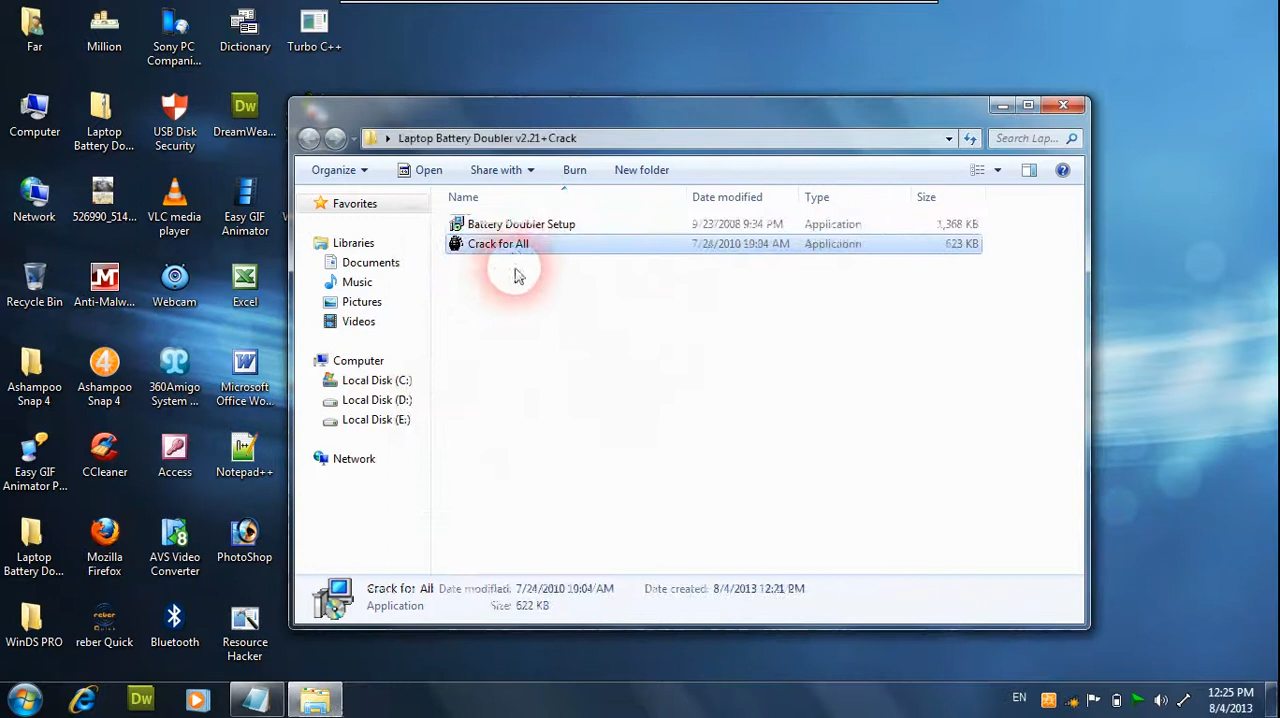 Far
Million
Sony PC
Compani...
Dictionary
Turbo C++
Computer
Laptop
Battery Do...
USB Disk
Security
DreamWea...
Network
526990_514...
VLC media
player
Easy GIF
Animator
Recycle Bin
Anti-Malw...
Webcam
Excel
Ashampoo
Snap 4
Ashampoo
Snap 4
360Amigo
System ...
Microsoft
Office Wo...
Easy GIF
Animator P...
CCleaner
Access
Notepad++
Laptop
Battery Do...
Mozilla
Firefox
AVS Video
Converter
PhotoShop
WinDS PRO
reber Quick
Bluetooth
Resource
Hacker
Laptop Battery Doubler v2.21+Crack
Search Lap...
Organize
Open
Share with
Burn
New folder
Favorites
Libraries
Documents
Music
Pictures
Videos
Computer
Local Disk (C:)
Local Disk (D:)
Local Disk (E:)
Network
Name Date modified Type Size
Battery Doubler Setup 9/23/2008 9:34 PM Application 1,368 KB
Crack for All Application 623 KB
Crack for All Date modified: Date created: 8/4/2013 12:21 PM
Application Size: 622 KB
Dw
EN
12:25 PM
8/4/2013